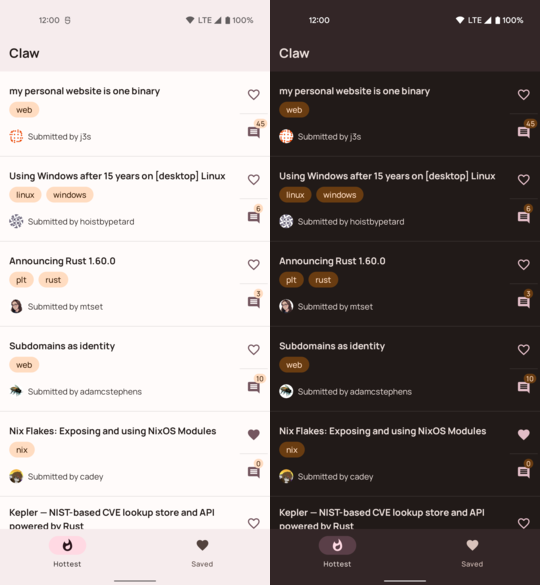 12:00 LTE 100%
Claw
my personal website is one binary
web
45
Submitted by j3s
Using Windows after 15 years on [desktop] Linux
linux windows
6
Submitted by hoistbypetard
Announcing Rust 1.60.0
plt rust
3
Submitted by mtset
Subdomains as identity
web
10
Submitted by adamcstephens
Nix Flakes: Exposing and using NixOS Modules
nix
0
Submitted by cadey
Kepler — NIST-based CVE lookup store and API
powered by Rust
Hottest Saved
12:00 LTE 100%
Claw
my personal website is one binary
web
45
Submitted by j3s
Using Windows after 15 years on [desktop] Linux
linux windows
6
Submitted by hoistbypetard
Announcing Rust 1.60.0
plt rust
3
Submitted by mtset
Subdomains as identity
web
10
Submitted by adamcstephens
Nix Flakes: Exposing and using NixOS Modules
nix
0
Submitted by cadey
Kepler — NIST-based CVE lookup store and API
powered by Rust
Hottest Saved